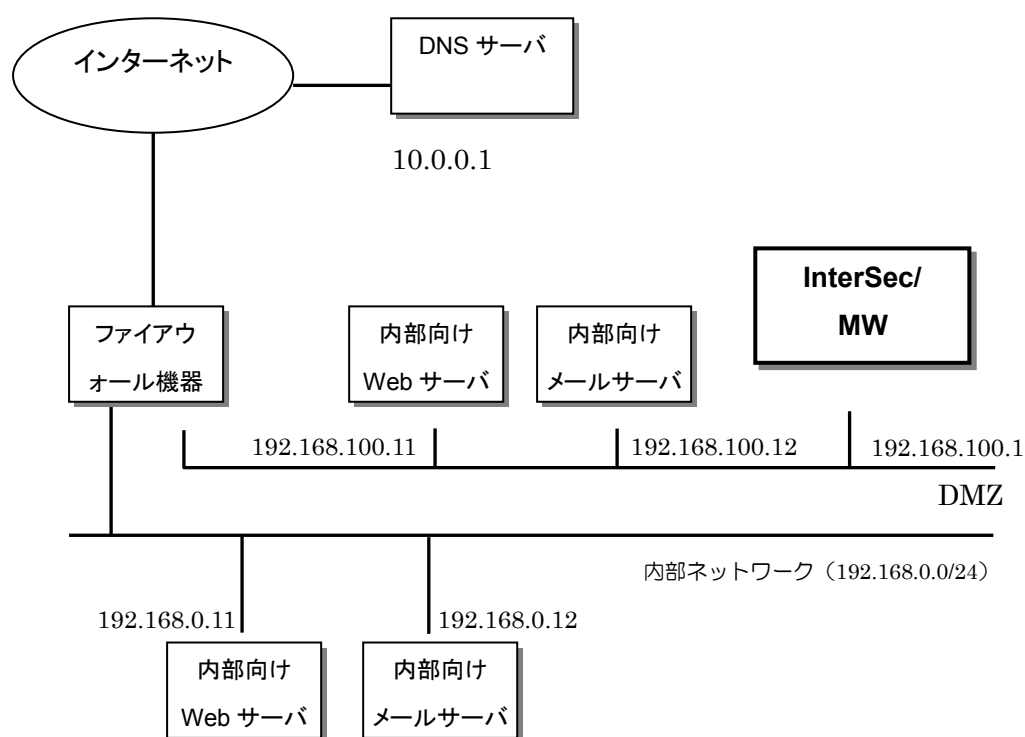 インターネット
DNS サーバ
10.0.0.1
InterSec/
MW
ファイアウ
ォール機器
内部向け
Web サーバ
内部向け
メールサーバ
192.168.100.11
192.168.100.12
192.168.100.1
DMZ
内部ネットワーク（192.168.0.0/24）
192.168.0.11
192.168.0.12
内部向け
Web サーバ
内部向け
メールサーバ